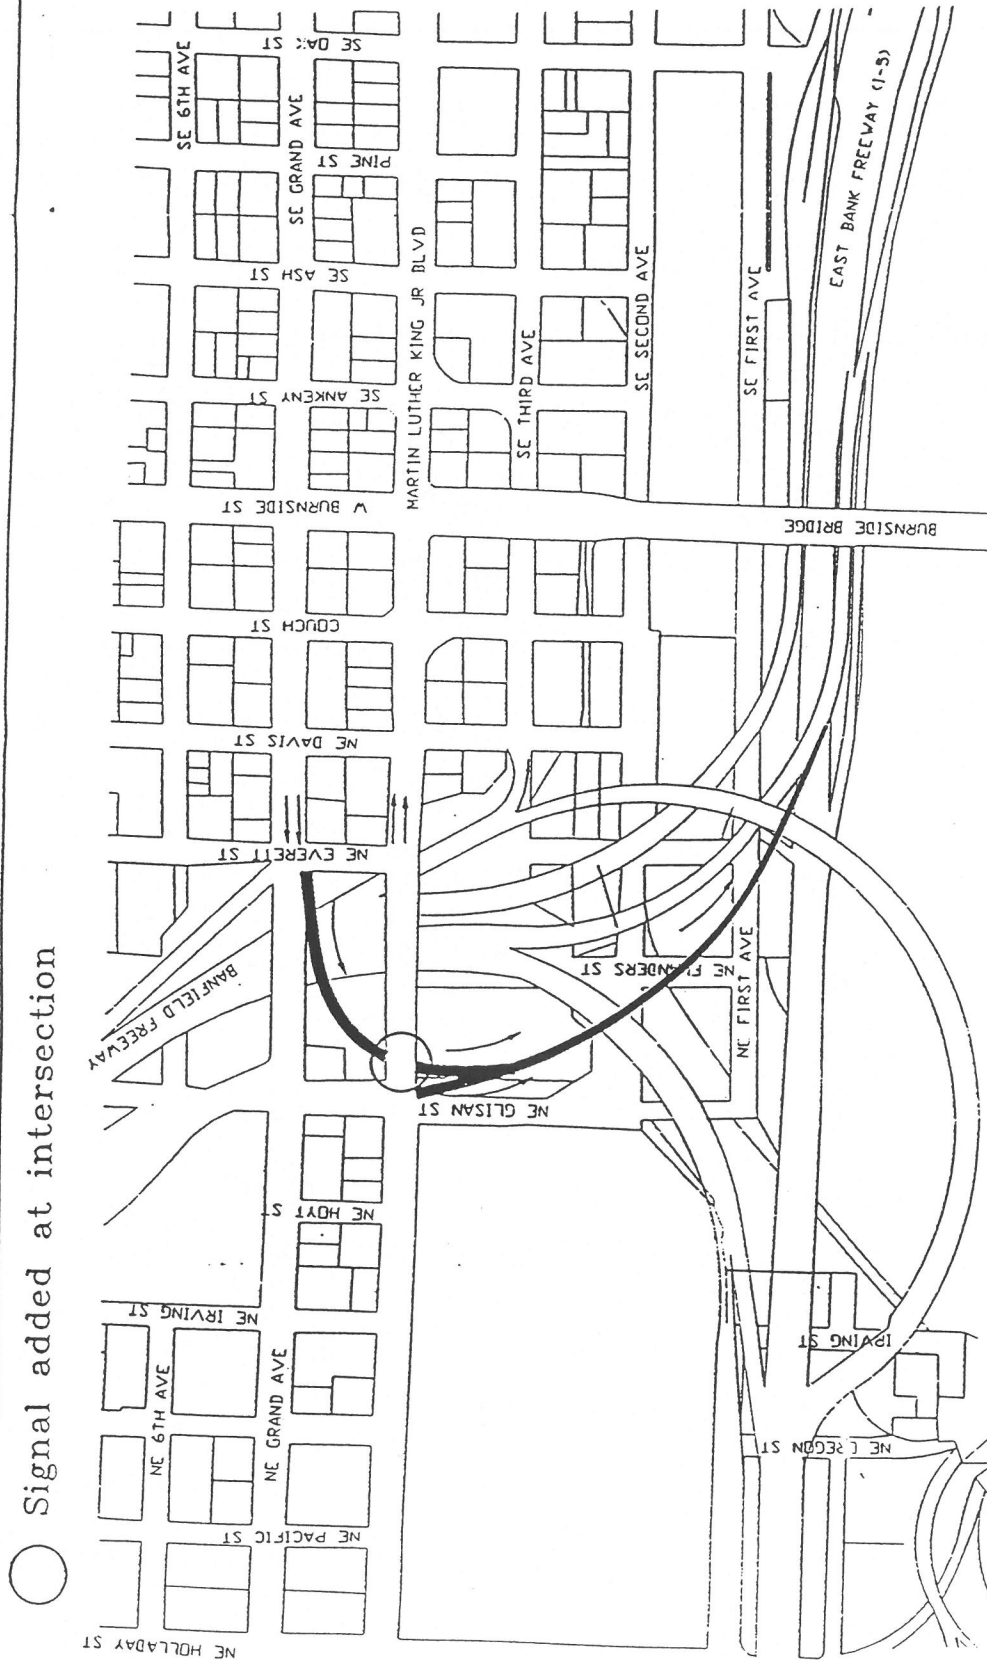 Signal added at intersection
SE OAK ST
SE 6TH AVE
SE GRAND AVE
PINE ST
SE ASH ST
MARTIN LUTHER KING JR BLVD
SE ANKENY ST
SE THIRD AVE
SE SECOND AVE
SE FIRST AVE
EAST BANK FREEWAY (I-5)
W BURNSIDE ST
BURNSIDE BRIDGE
COUCH ST
NE DAVIS ST
NE EVERETT ST
BANFIELD FREEWAY
NE FLANDERS ST
NE FIRST AVE
NE GLISAN ST
NE HOYT ST
NE IRVING ST
IRVING ST
NE 6TH AVE
NE GRAND AVE
NE OREGON ST
NE PACIFIC ST
NE HOLLADAY ST